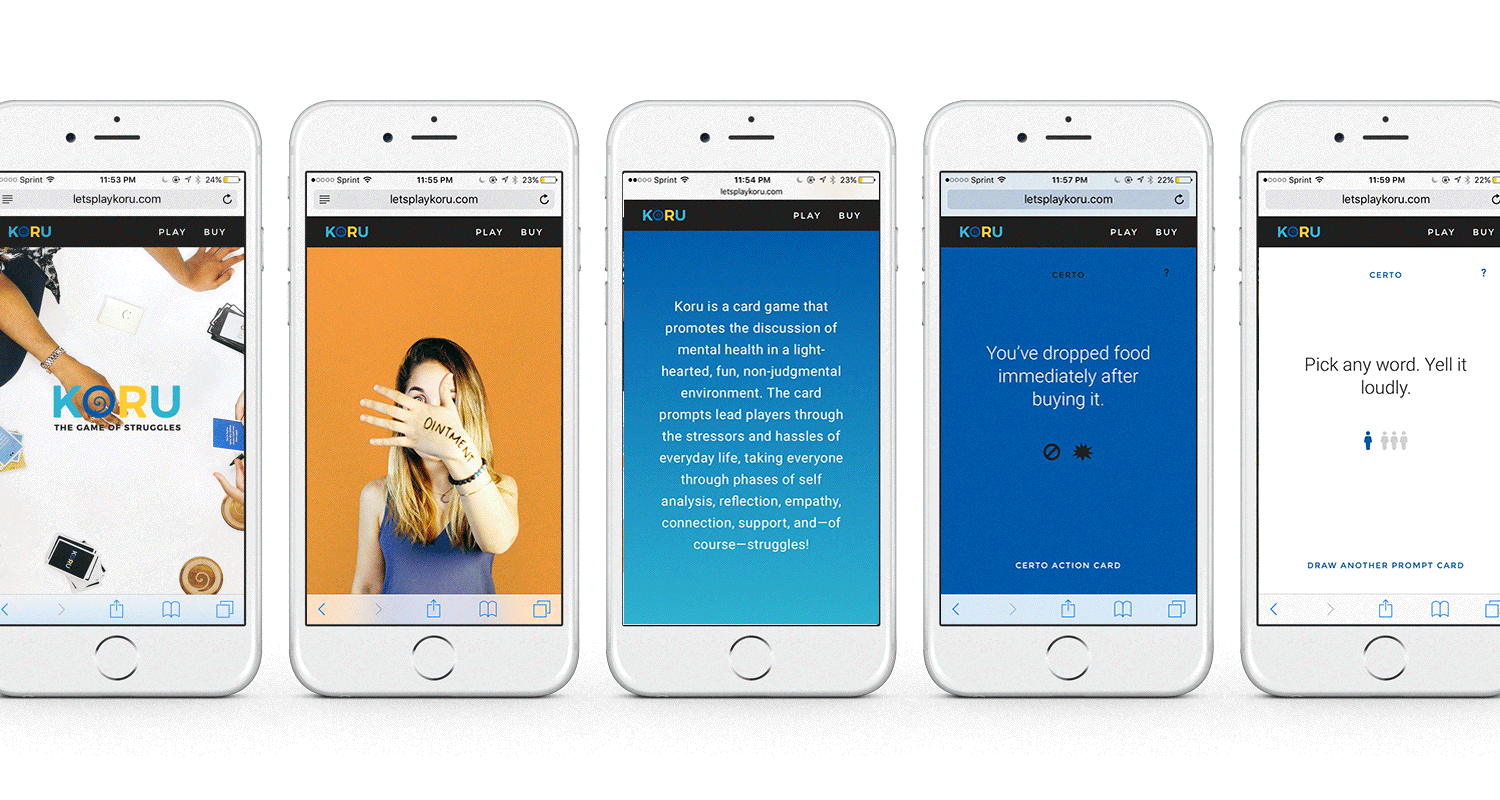 Sprint 11:53 PM 24%
letsplaykoru.com
KORU PLAY BUY
KORU
THE GAME OF STRUGGLES
KORU
Sprint 11:55 PM 23%
letsplaykoru.com
KORU PLAY BUY
OINTMENT
Sprint 11:54 PM 23%
letsplaykoru.com
KORU PLAY BUY
Koru is a card game that
promotes the discussion of
mental health in a light-
hearted, fun, non-judgmental
environment. The card
prompts lead players through
the stressors and hassles of
everyday life, taking everyone
through phases of self
analysis, reflection, empathy,
connection, support, and—of
course—struggles!
Sprint 11:57 PM 22%
letsplaykoru.com
KORU PLAY BUY
CERTO ?
You’ve dropped food
immediately after
buying it.
CERTO ACTION CARD
Sprint 11:59 PM 22%
letsplaykoru.com
KORU PLAY BUY
CERTO ?
Pick any word. Yell it
loudly.
DRAW ANOTHER PROMPT CARD